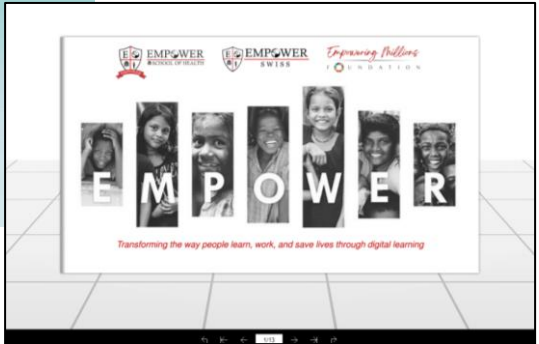 EMPOWER
SCHOOL OF HEALTH
EMPOWER
SWISS
Empowering Millions
FOUNDATION
EMPOWER
Transforming the way people learn, work, and save lives through digital learning
1/13